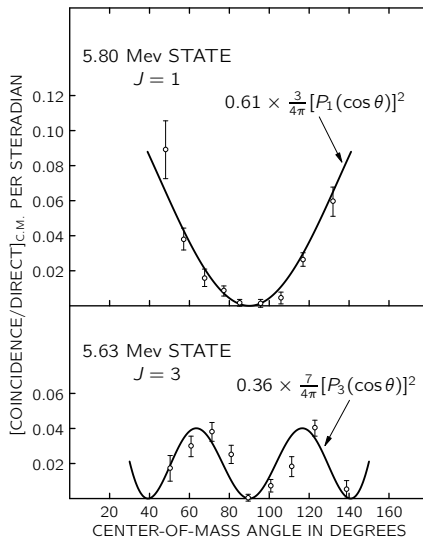 5.80 Mev STATE
J = 1
0.61 × 3/4π [P₁(cos θ)]²
0.12
0.10
0.08
0.06
0.04
0.02
[COINCIDENCE/DIRECT]C.M. PER STERADIAN
5.63 Mev STATE
J = 3
0.36 × 7/4π [P₃(cos θ)]²
0.06
0.04
0.02
0 20 40 60 80 100 120 140 160
CENTER-OF-MASS ANGLE IN DEGREES